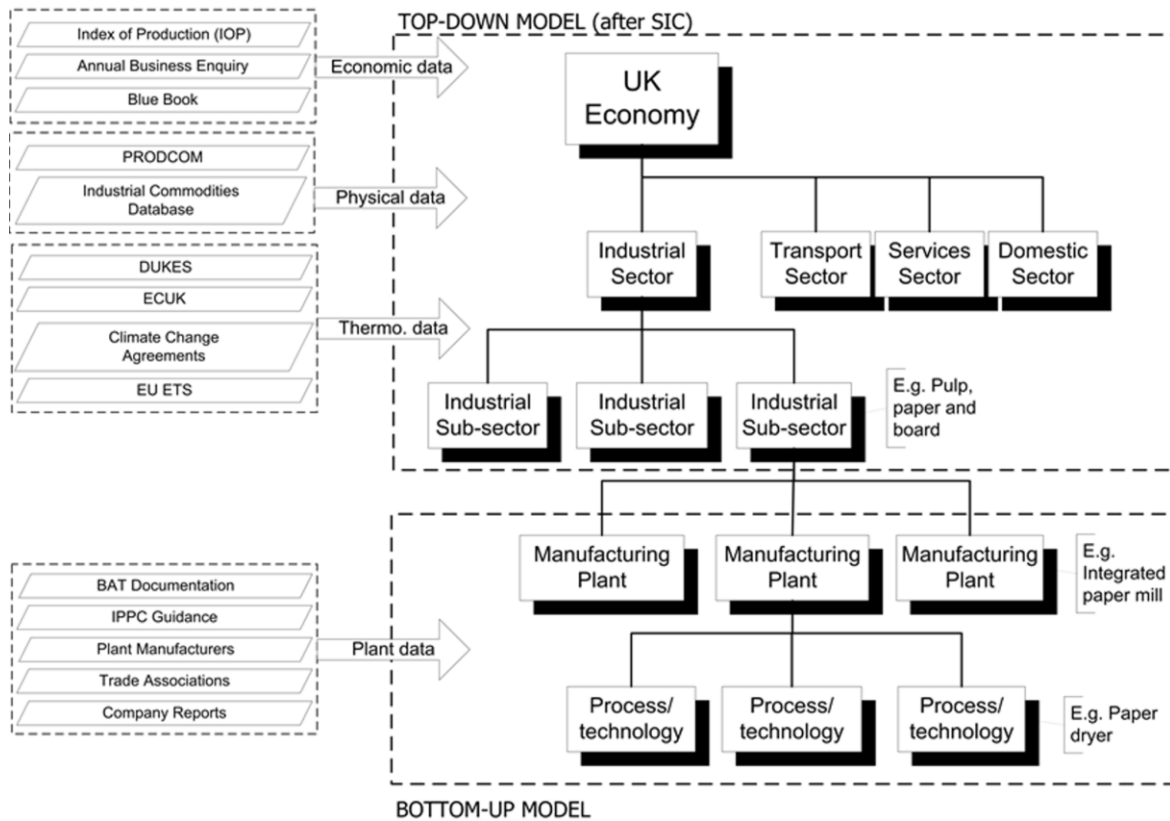 TOP-DOWN MODEL (after SIC)
Index of Production (IOP)
Annual Business Enquiry
Blue Book
Economic data
PRODCOM
Industrial Commodities
Database
Physical data
DUKES
ECUK
Climate Change
Agreements
EU ETS
Thermo. data
UK
Economy
Industrial
Sector
Transport
Sector
Services
Sector
Domestic
Sector
Industrial
Sub-sector
Industrial
Sub-sector
Industrial
Sub-sector
E.g. Pulp,
paper and
board
BAT Documentation
IPPC Guidance
Plant Manufacturers
Trade Associations
Company Reports
Plant data
Manufacturing
Plant
Manufacturing
Plant
Manufacturing
Plant
E.g.
Integrated
paper mill
Process/
technology
Process/
technology
Process/
technology
E.g. Paper
dryer
BOTTOM-UP MODEL